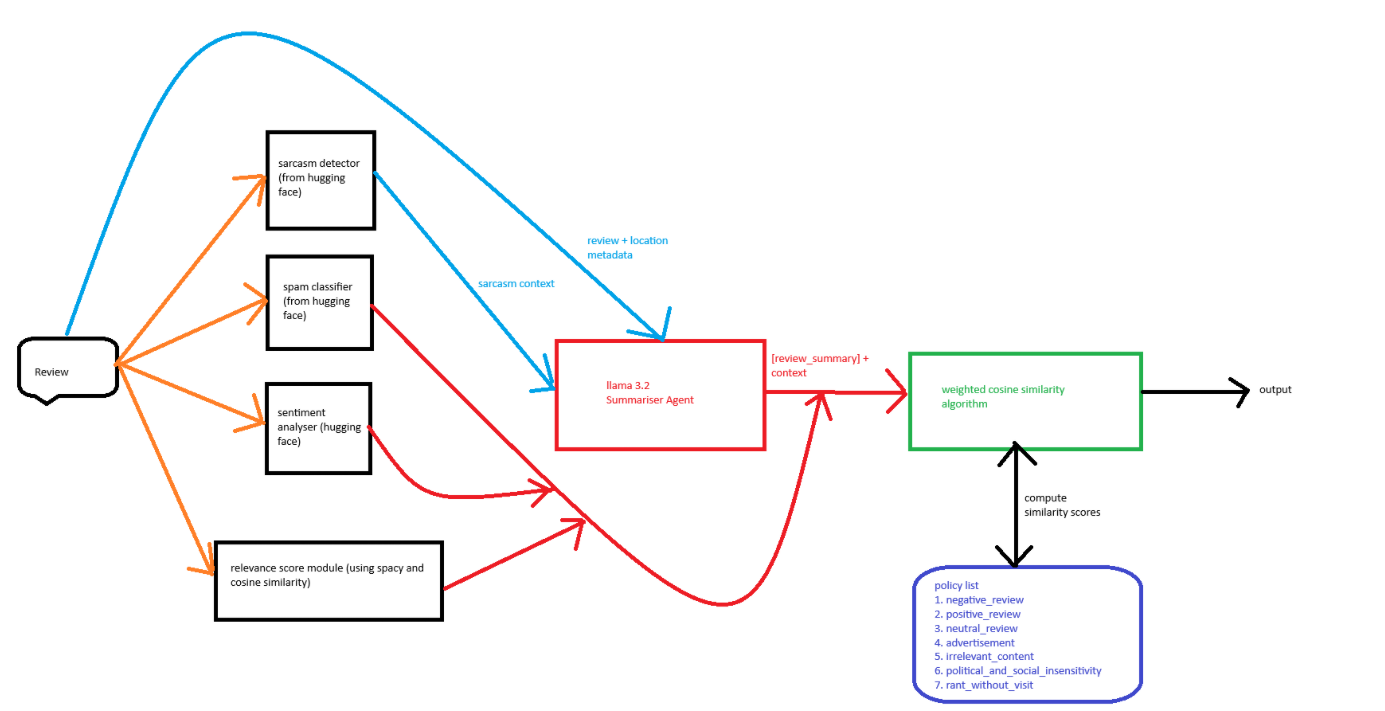 sarcasm detector
(from hugging
face)
review + location
metadata
sarcasm context
spam classifier
(from hugging
face)
Review
[review_summary] +
context
llama 3.2
Summariser Agent
weighted cosine similarity
algorithm
output
sentiment
analyser (hugging
face)
compute
similarity scores
relevance score module (using spacy and
cosine similarity)
policy list
1. negative_review
2. positive_review
3. neutral_review
4. advertisement
5. irrelevant_content
6. political_and_social_insensitivity
7. rant_without_visit